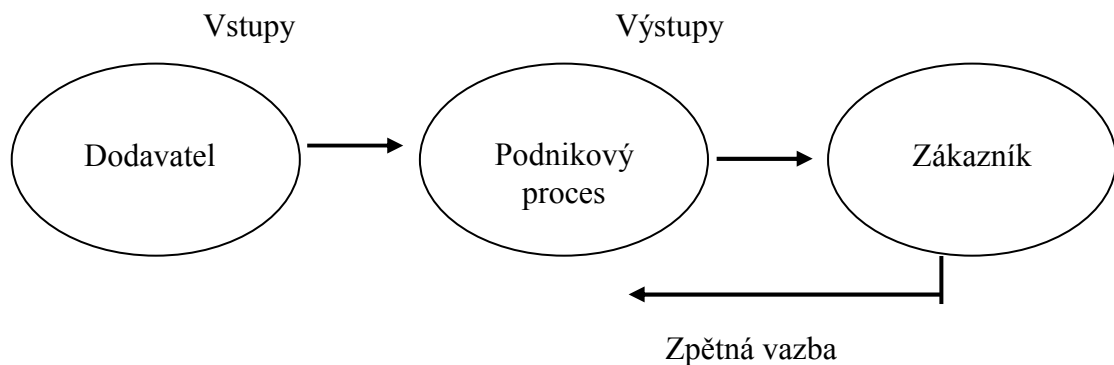 Vstupy
Výstupy
Dodavatel
Podnikový
proces
Zákazník
Zpětná vazba